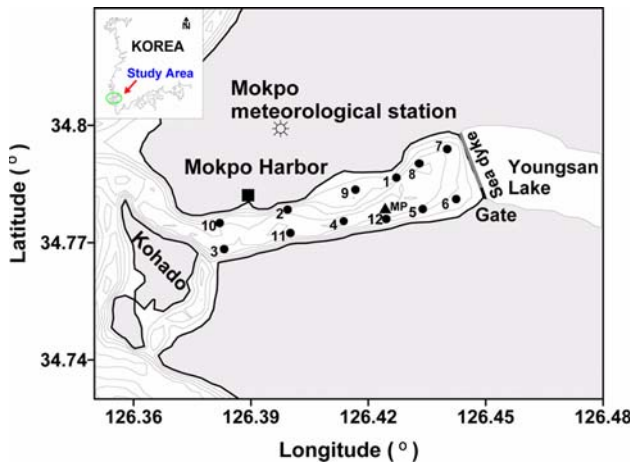 N
KOREA
Study Area
Mokpo
meteorological station
Mokpo Harbor
Youngsan
Lake
Sea dyke
Gate
Kohado
7
8
1
9
2
10
3
11
4
12
MP
5
6
34.8
34.77
34.74
Latitude (°)
126.36
126.39
126.42
126.45
126.48
Longitude (°)